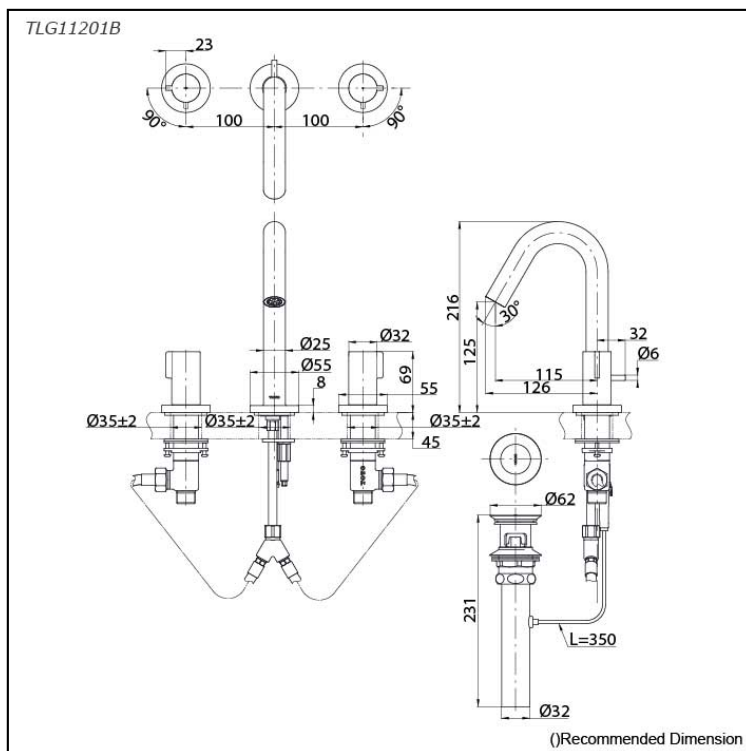 TLG11201B
23
90°
100
100
90°
216
125
30°
32
Ø6
115
126
Ø25
Ø32
Ø55
8
69
55
Ø35±2
Ø35±2
Ø35±2
45
TOTO
Ø62
231
L=350
Ø32
()Recommended Dimension